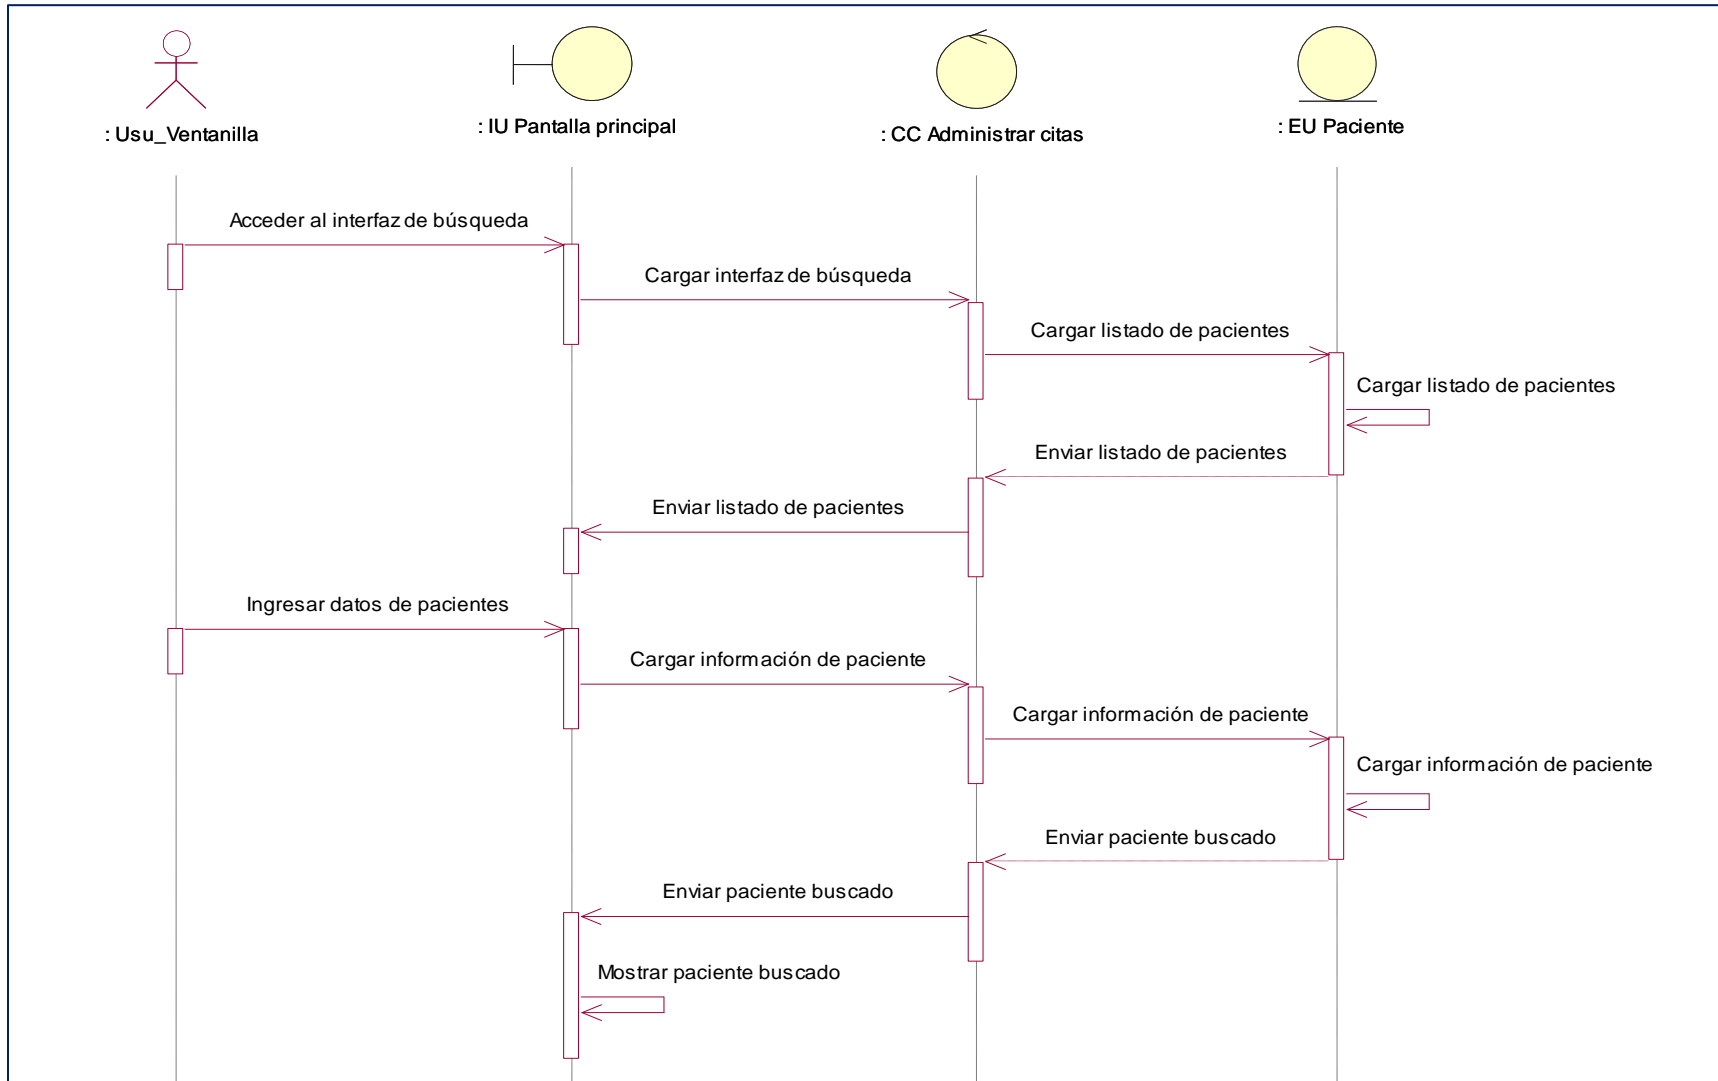 : Usu_Ventanilla
: IU Pantalla principal
: CC Administrar citas
: EU Paciente
Acceder al interfaz de búsqueda
Cargar interfaz de búsqueda
Cargar listado de pacientes
Cargar listado de pacientes
Enviar listado de pacientes
Enviar listado de pacientes
Ingresar datos de pacientes
Cargar información de paciente
Cargar información de paciente
Cargar información de paciente
Enviar paciente buscado
Enviar paciente buscado
Mostrar paciente buscado